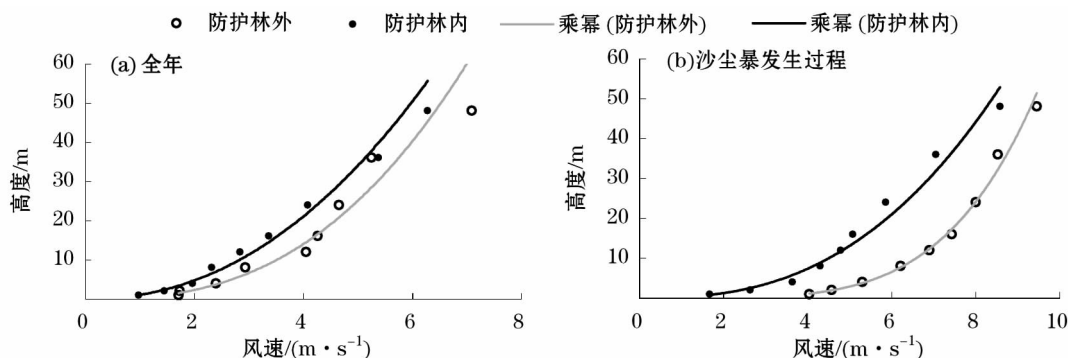 防护林外 防护林内 乘幂 (防护林外) 乘幂 (防护林内)
(a) 全年
60
50
40
30
20
10
高度/m
0 2 4 6 8
风速/(m·s⁻¹)
(b)沙尘暴发生过程
60
50
40
30
20
10
高度/m
0 2 4 6 8 10
风速/(m·s⁻¹)